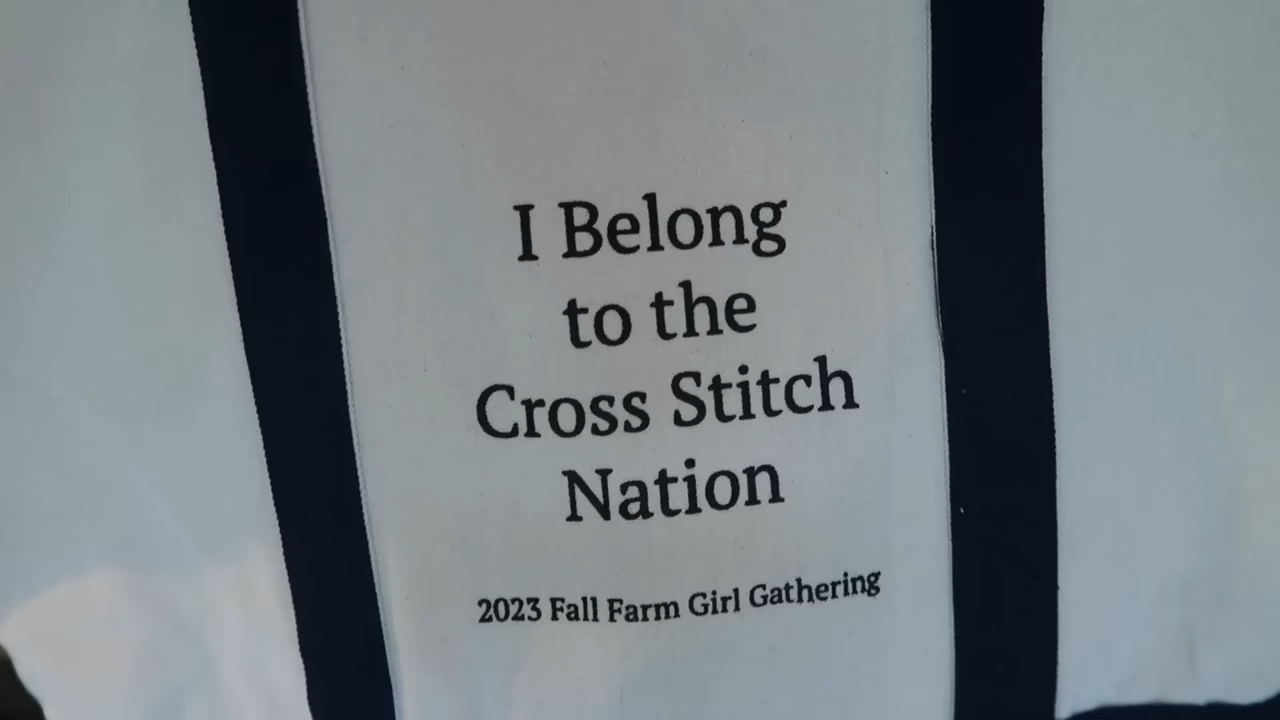 I Belong
to the
Cross Stitch
Nation
2023 Fall Farm Girl Gathering